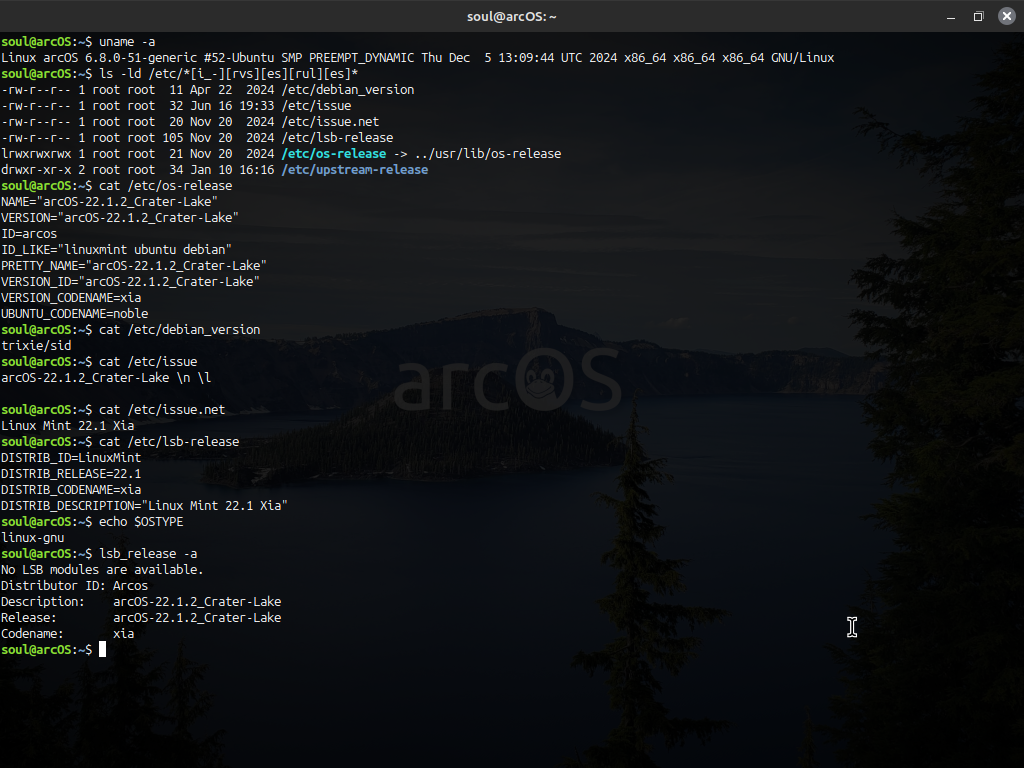 soul@arcOS: ~
soul@arcOS:~$ uname -a
Linux arcOS 6.8.0-51-generic #52-Ubuntu SMP PREEMPT_DYNAMIC Thu Dec  5 13:09:44 UTC 2024 x86_64 x86_64 x86_64 GNU/Linux
soul@arcOS:~$ ls -ld /etc/*[i_-][rvs][es][rul][es]*
-rw-r--r-- 1 root root  11 Apr 22  2024 /etc/debian_version
-rw-r--r-- 1 root root  32 Jun 16 19:33 /etc/issue
-rw-r--r-- 1 root root  20 Nov 20  2024 /etc/issue.net
-rw-r--r-- 1 root root 105 Nov 20  2024 /etc/lsb-release
lrwxrwxrwx 1 root root  21 Nov 20  2024 /etc/os-release -> ../usr/lib/os-release
drwxr-xr-x 2 root root  34 Jan 10 16:16 /etc/upstream-release
soul@arcOS:~$ cat /etc/os-release
NAME="arcOS-22.1.2_Crater-Lake"
VERSION="arcOS-22.1.2_Crater-Lake"
ID=arcos
ID_LIKE="linuxmint ubuntu debian"
PRETTY_NAME="arcOS-22.1.2_Crater-Lake"
VERSION_ID="arcOS-22.1.2_Crater-Lake"
VERSION_CODENAME=xia
UBUNTU_CODENAME=noble
soul@arcOS:~$ cat /etc/debian_version
trixie/sid
soul@arcOS:~$ cat /etc/issue
arcOS-22.1.2_Crater-Lake \n \l
arcOS
soul@arcOS:~$ cat /etc/issue.net
Linux Mint 22.1 Xia
soul@arcOS:~$ cat /etc/lsb-release
DISTRIB_ID=LinuxMint
DISTRIB_RELEASE=22.1
DISTRIB_CODENAME=xia
DISTRIB_DESCRIPTION="Linux Mint 22.1 Xia"
soul@arcOS:~$ echo $OSTYPE
linux-gnu
soul@arcOS:~$ lsb_release -a
No LSB modules are available.
Distributor ID: Arcos
Description:    arcOS-22.1.2_Crater-Lake
Release:        arcOS-22.1.2_Crater-Lake
Codename:       xia
soul@arcOS:~$